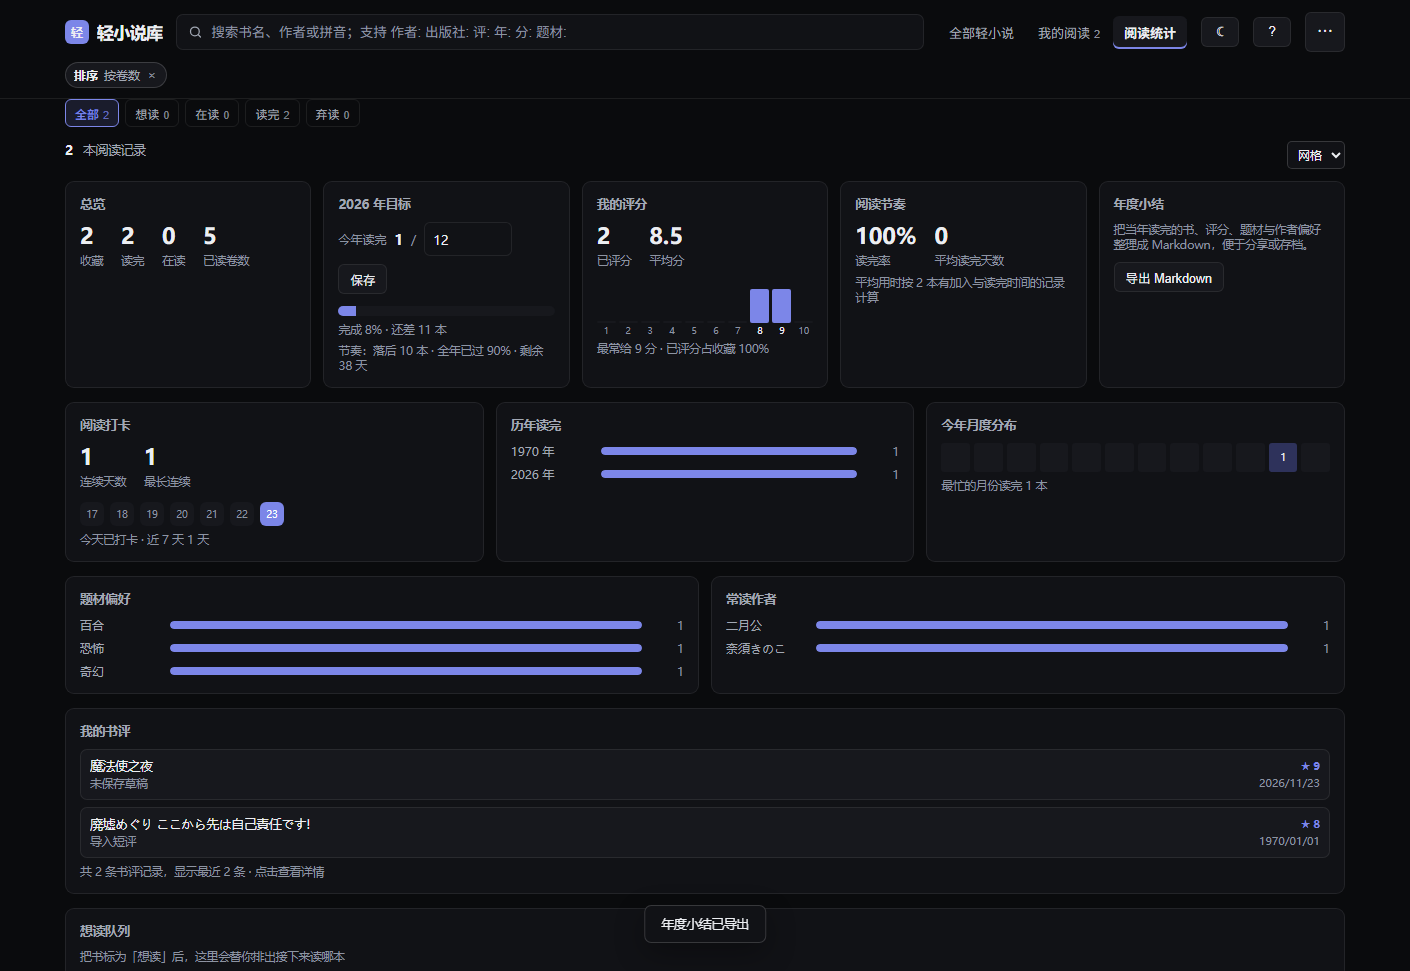 轻 轻小说库
搜索书名、作者或拼音；支持 作者: 出版社: 评: 年: 分: 题材:
全部轻小说 我的阅读 2 阅读统计 ☾ ? ...
排序 按卷数 ×
全部 2 想读 0 在读 0 读完 2 弃读 0
2 本阅读记录
网格
总览
2 2 0 5
收藏 读完 在读 已读卷数
2026 年目标
今年读完 1 / 12
保存
完成 8% · 还差 11 本
节奏：落后 10 本 · 全年已过 90% · 剩余
38 天
我的评分
2 8.5
已评分 平均分
1 2 3 4 5 6 7 8 9 10
最常给 9 分 · 已评分占收藏 100%
阅读节奏
100% 0
读完率 平均读完天数
平均用时按 2 本有加入与读完时间的记录
计算
年度小结
把当年读完的书、评分、题材与作者偏好
整理成 Markdown，便于分享或存档。
导出 Markdown
阅读打卡
1 1
连续天数 最长连续
17 18 19 20 21 22 23
今天已打卡 · 近 7 天 1 天
历年读完
1970 年 1
2026 年 1
今年月度分布
1
最忙的月份读完 1 本
题材偏好
百合 1
恐怖 1
奇幻 1
常读作者
二月公 1
奈須きのこ 1
我的书评
魔法使之夜 ★ 9
未保存草稿 2026/11/23
廃墟めぐり ここから先は自己責任です! ★ 8
导入短评 1970/01/01
共 2 条书评记录，显示最近 2 条 · 点击查看详情
年度小结已导出
想读队列
把书标为「想读」后，这里会替你排出接下来读哪本